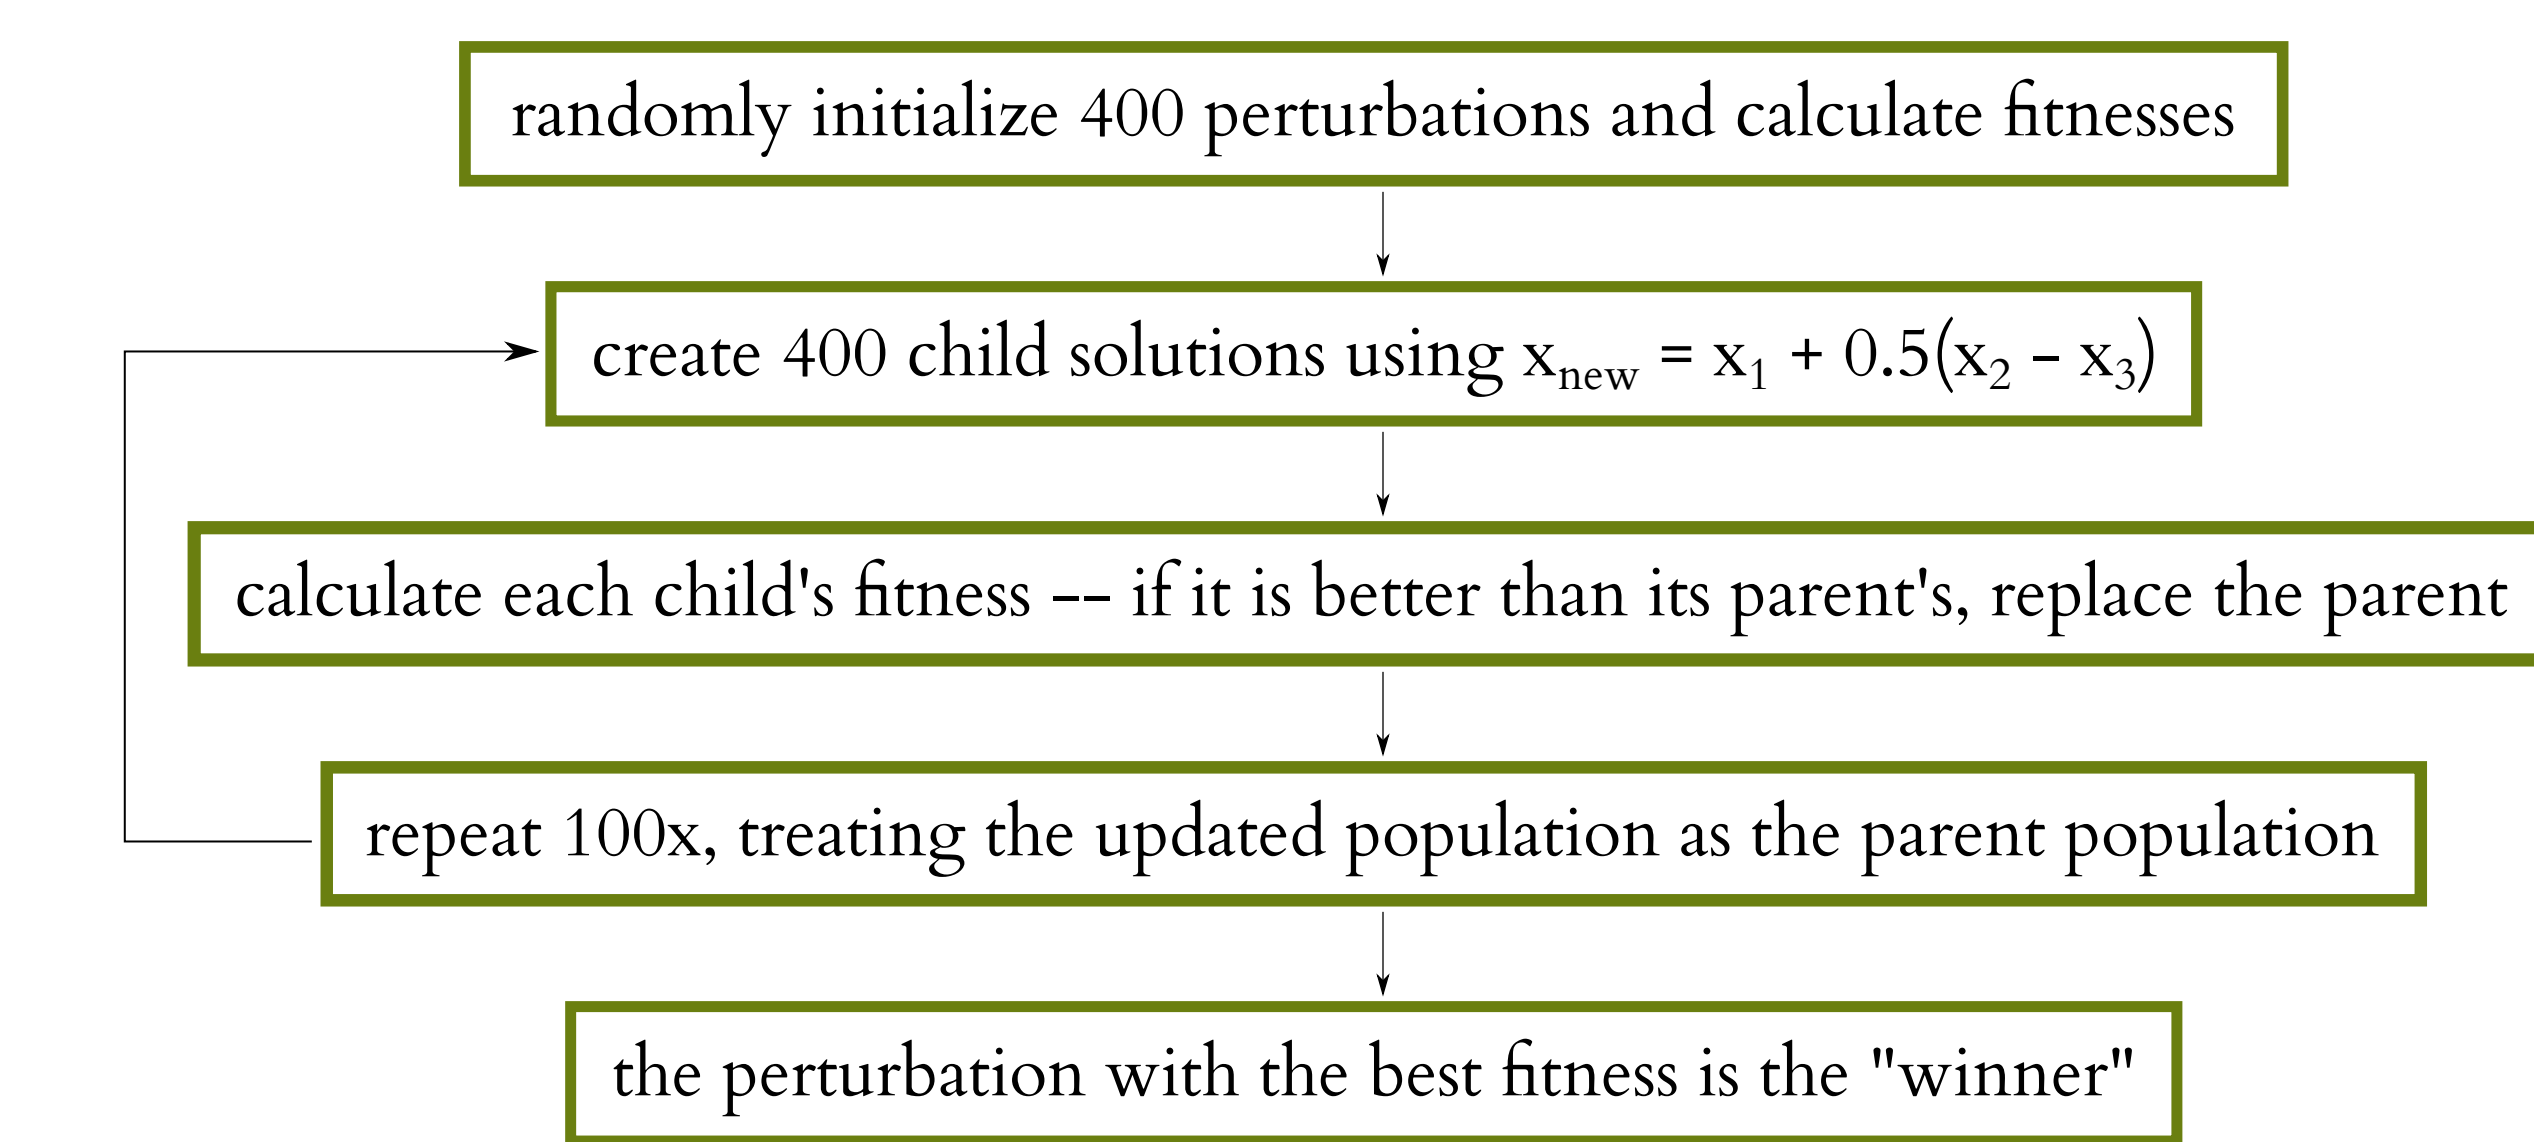 randomly initialize 400 perturbations and calculate fitnesses
create 400 child solutions using xₙₑw = x₁ + 0.5(x₂ - x₃)
calculate each child's fitness -- if it is better than its parent's, replace the parent
repeat 100x, treating the updated population as the parent population
the perturbation with the best fitness is the "winner"